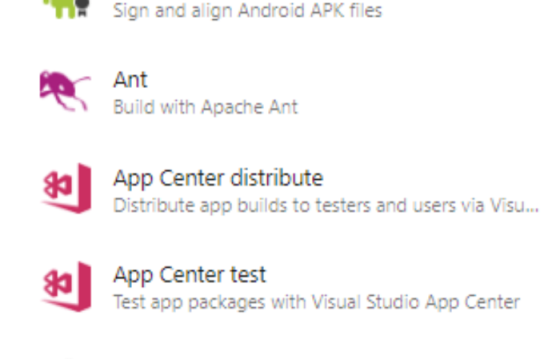 Sign and align Android APK files
Ant
Build with Apache Ant
App Center distribute
Distribute app builds to testers and users via Visu...
App Center test
Test app packages with Visual Studio App Center